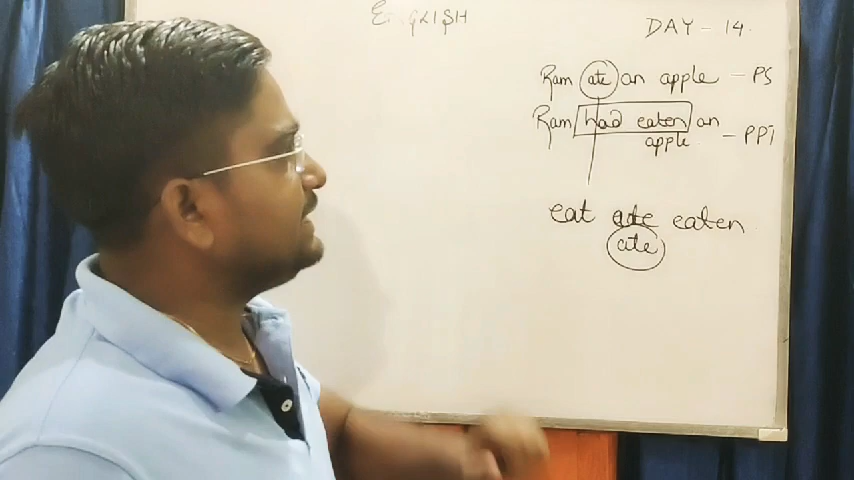 ENGLISH
DAY - 14.
Ram ate an apple - PS
Ram had eaten an
apple - PPT
eat ate eaten
ate